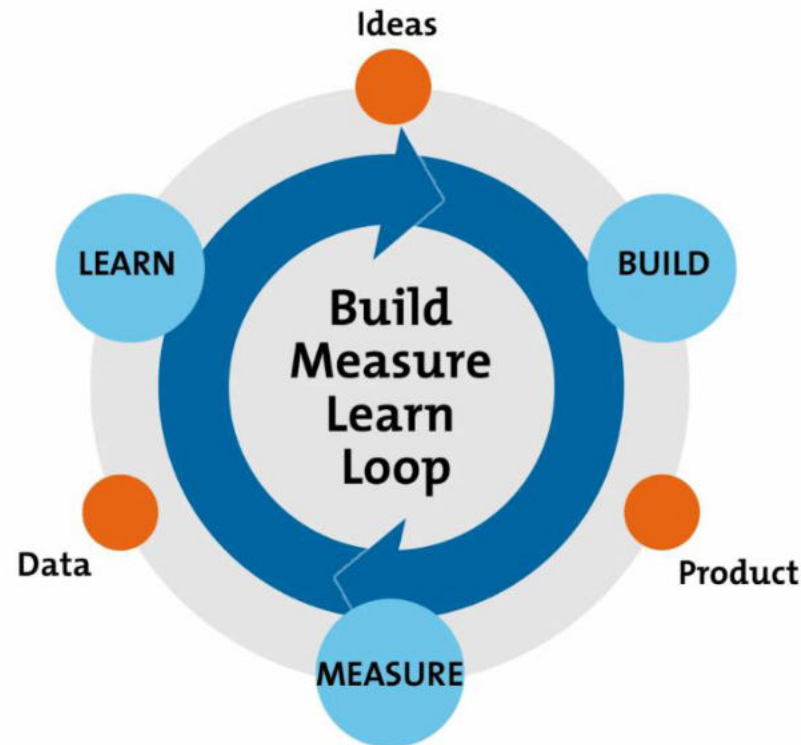 Ideas
LEARN
BUILD
Build
Measure
Learn
Loop
Data
Product
MEASURE